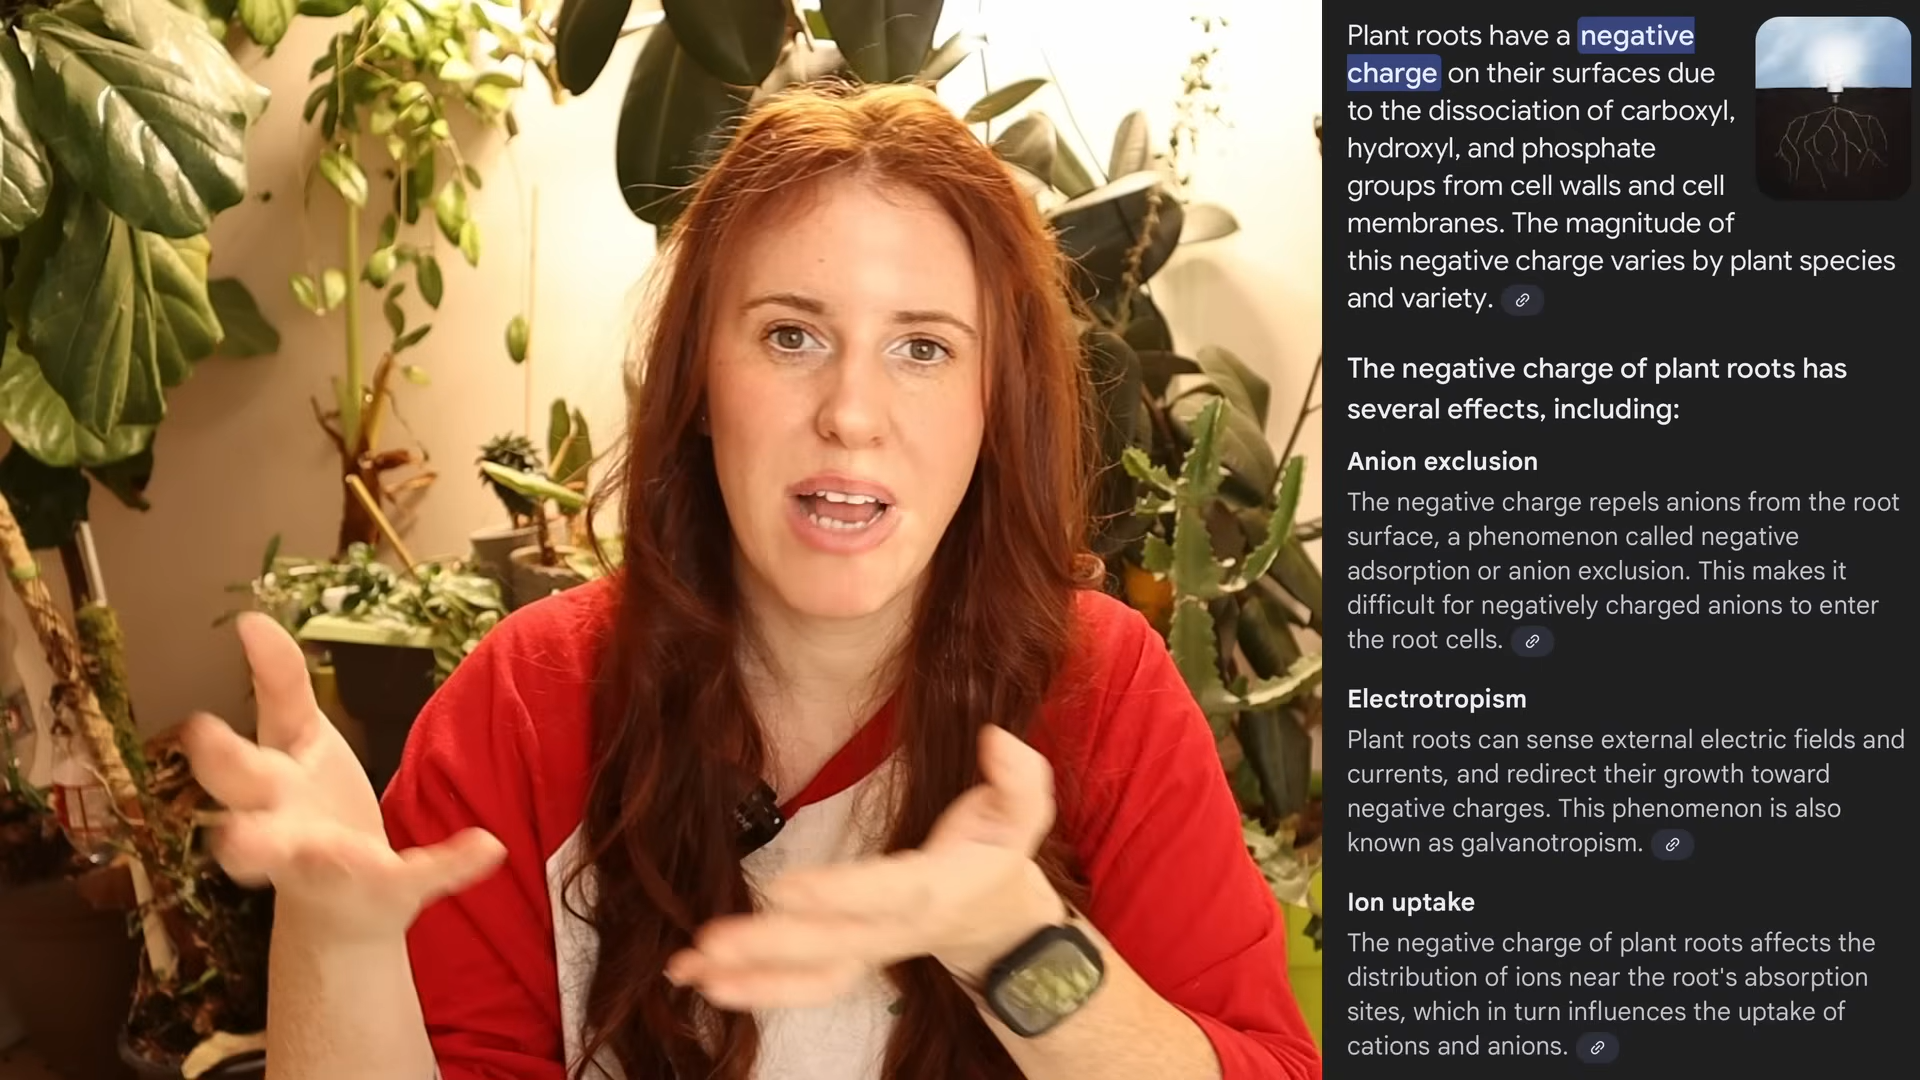 Plant roots have a negative
charge on their surfaces due
to the dissociation of carboxyl,
hydroxyl, and phosphate
groups from cell walls and cell
membranes. The magnitude of
this negative charge varies by plant species
and variety.
The negative charge of plant roots has
several effects, including:
Anion exclusion
The negative charge repels anions from the root
surface, a phenomenon called negative
adsorption or anion exclusion. This makes it
difficult for negatively charged anions to enter
the root cells.
Electrotropism
Plant roots can sense external electric fields and
currents, and redirect their growth toward
negative charges. This phenomenon is also
known as galvanotropism.
Ion uptake
The negative charge of plant roots affects the
distribution of ions near the root's absorption
sites, which in turn influences the uptake of
cations and anions.